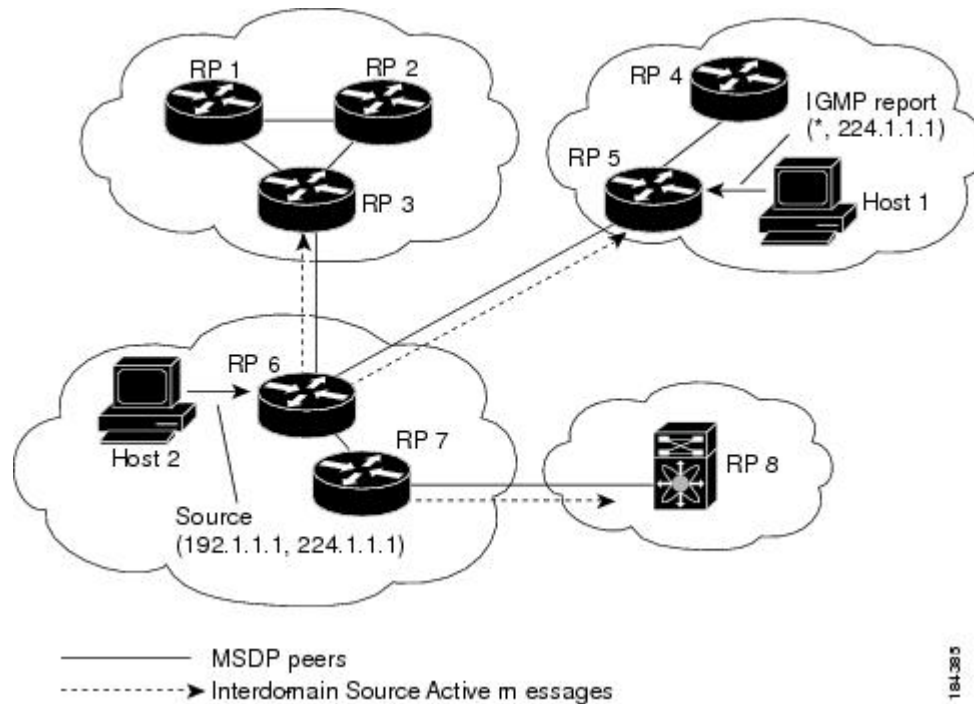 RP 1
RP 2
RP 3
RP 4
IGMP report
(*, 224.1.1.1)
RP 5
Host 1
RP 6
RP 7
Host 2
RP 8
Source
(192.1.1.1, 224.1.1.1)
MSDP peers
Interdomain Source Active m essages
184385